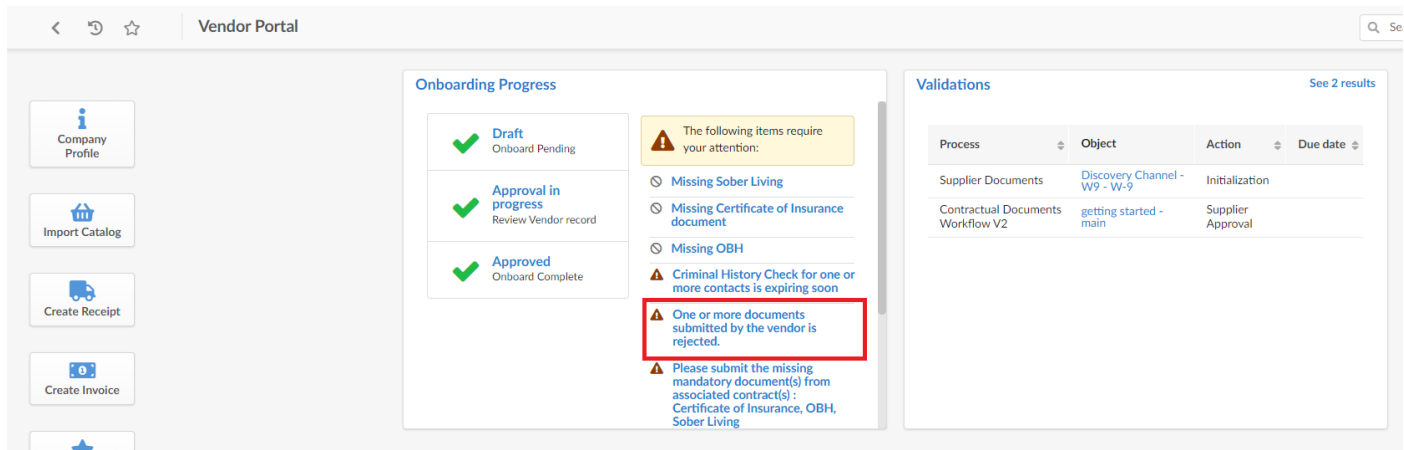 Vendor Portal
Company
Profile
Import Catalog
Create Receipt
Create Invoice
Onboarding Progress
Draft
Onboard Pending
Approval in
progress
Review Vendor record
Approved
Onboard Complete
The following items require
your attention:
Missing Sober Living
Missing Certificate of Insurance
document
Missing OBH
Criminal History Check for one or
more contacts is expiring soon
One or more documents
submitted by the vendor is
rejected.
Please submit the missing
mandatory document(s) from
associated contract(s) :
Certificate of Insurance, OBH,
Sober Living
Validations
See 2 results
Process Object Action Due date
Supplier Documents
Discovery Channel -
W9 - W-9
Initialization
Contractual Documents
Workflow V2
getting started -
main
Supplier
Approval